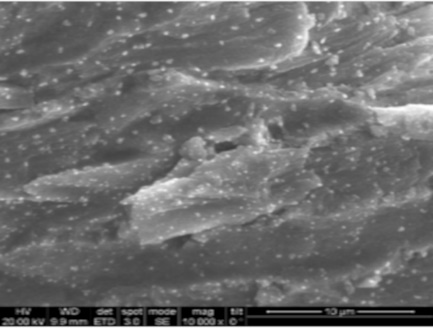 HV WD det spot mode mag tilt 10 µm
20.00 kV 9.9 mm ETD 3.0 SE 10 000 x 0 °